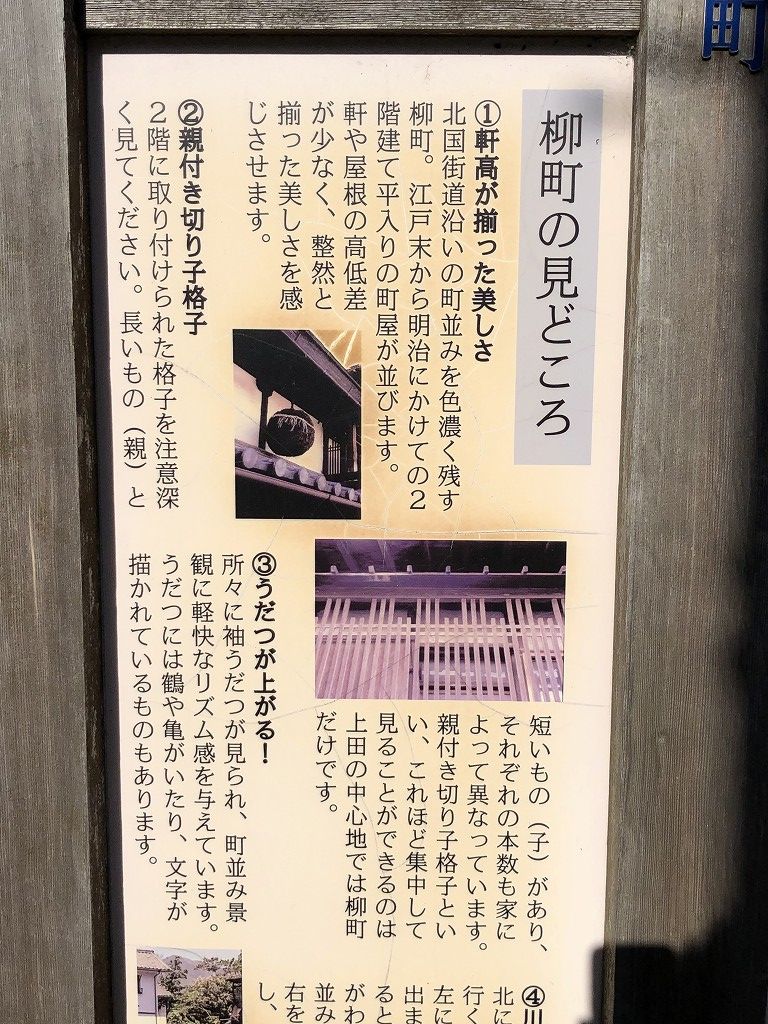 町
柳町の見どころ
①軒高が揃った美しさ
北国街道沿いの町並みを色濃く残す
柳町。江戸末から明治にかけての2
階建て平入りの町屋が並びます。
軒や屋根の高低差
が少なく、整然と
揃った美しさを感
じさせます。
②親付き切り子格子
2階に取り付けられた格子を注意深
く見てください。長いもの（親）と
短いもの（子）があり、
それぞれの本数も家に
よって異なっています。
親付き切り子格子とい
い、これほど集中して
見ることができるのは
上田の中心地では柳町
だけです。
③うだつが上がる！
所々に袖うだつが見られ、町並み景
観に軽快なリズム感を与えています。
うだつには鶴や亀がいたり、文字が
描かれているものもあります。
④川
北に
行く
左に
出ま
ると
がわ
並み
右を
し、